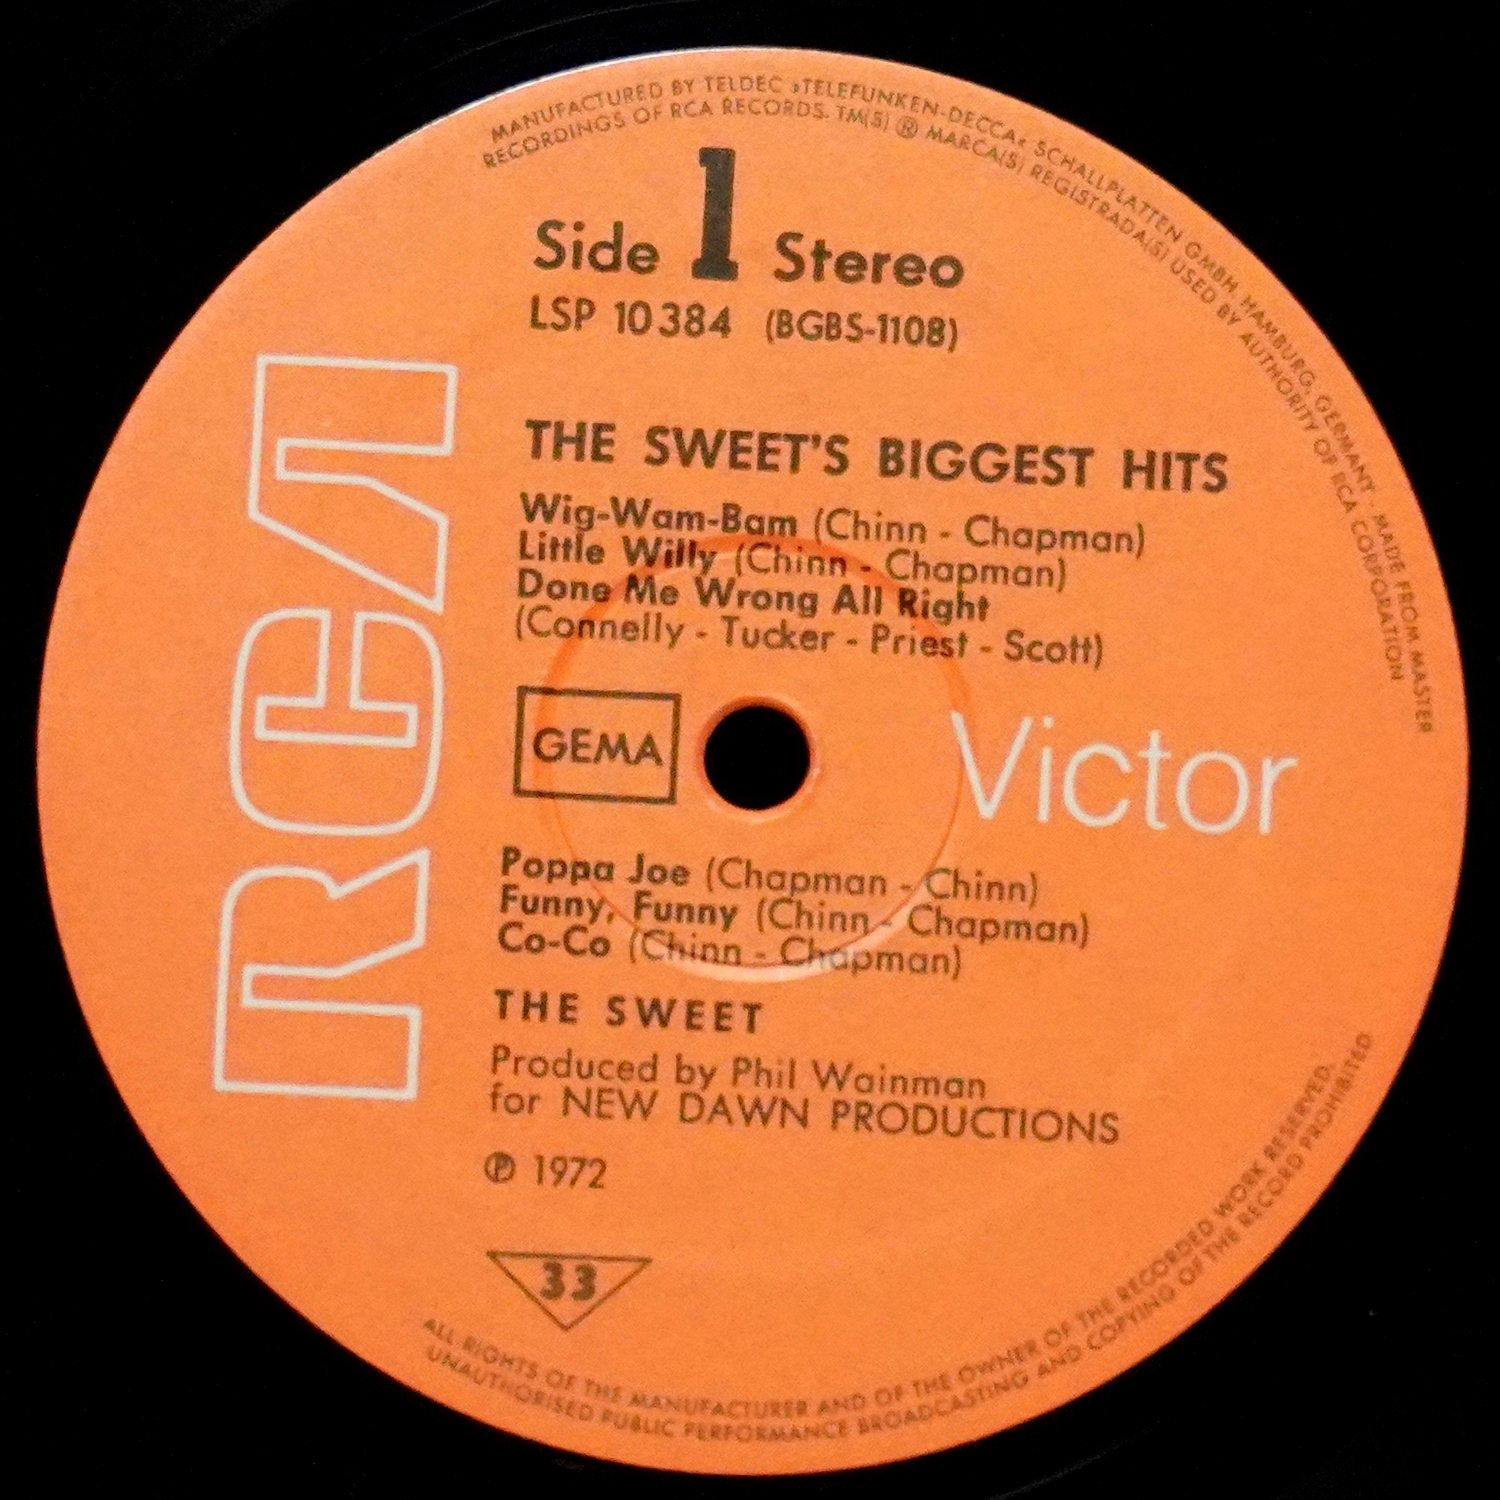 MANUFACTURED BY TELDEC »TELEFUNKEN-DECCA« SCHALLPLATTEN GMBH, HAMBURG, GERMANY · MADE FROM MASTER
RECORDINGS OF RCA RECORDS. TM(S) ® MARCA(S) REGISTRADA(S) USED BY AUTHORITY OF RCA CORPORATION
Side 1 Stereo
LSP 10384 (BGBS-1108)
RCA
THE SWEET'S BIGGEST HITS
Wig-Wam-Bam (Chinn - Chapman)
Little Willy (Chinn - Chapman)
Done Me Wrong All Right
(Connelly - Tucker - Priest - Scott)
GEMA
Victor
Poppa Joe (Chapman - Chinn)
Funny, Funny (Chinn - Chapman)
Co-Co (Chinn - Chapman)
THE SWEET
Produced by Phil Wainman
for NEW DAWN PRODUCTIONS
℗ 1972
33
ALL RIGHTS OF THE MANUFACTURER AND OF THE OWNER OF THE RECORDED WORK RESERVED.
UNAUTHORISED PUBLIC PERFORMANCE BROADCASTING AND COPYING OF THE RECORD PROHIBITED